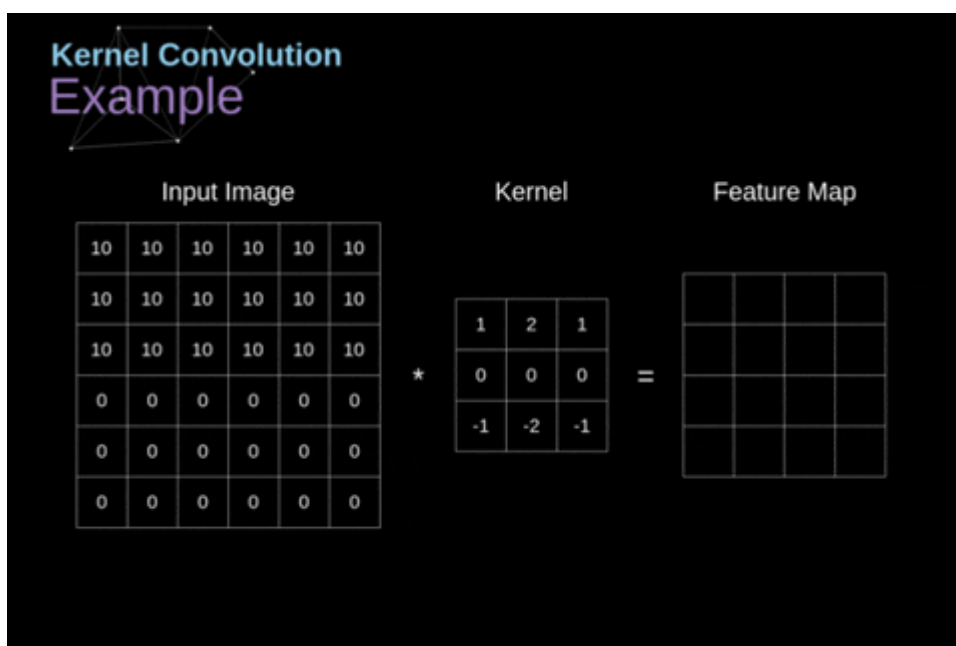 Kernel Convolution
Example
Input Image Kernel Feature Map
10 10 10 10 10 10
10 10 10 10 10 10
1 2 1
10 10 10 10 10 10
* 0 0 0 =
0 0 0 0 0 0
-1 -2 -1
0 0 0 0 0 0
0 0 0 0 0 0